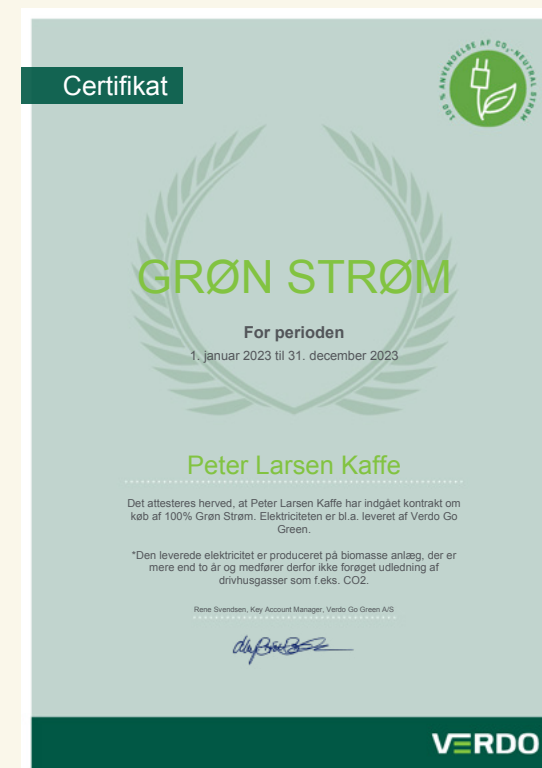 Certifikat
100 % ANVENDELSE AF CO₂-NEUTRAL STRØM
GRØN STRØM
For perioden
1. januar 2023 til 31. december 2023
Peter Larsen Kaffe
Det attesteres herved, at Peter Larsen Kaffe har indgået kontrakt om
køb af 100% Grøn Strøm. Elektriciteten er bl.a. leveret af Verdo Go
Green.
*Den leverede elektricitet er produceret på biomasse anlæg, der er
mere end to år og medfører derfor ikke forøget udledning af
drivhusgasser som f.eks. CO2.
Rene Svendsen, Key Account Manager, Verdo Go Green A/S
VERDO